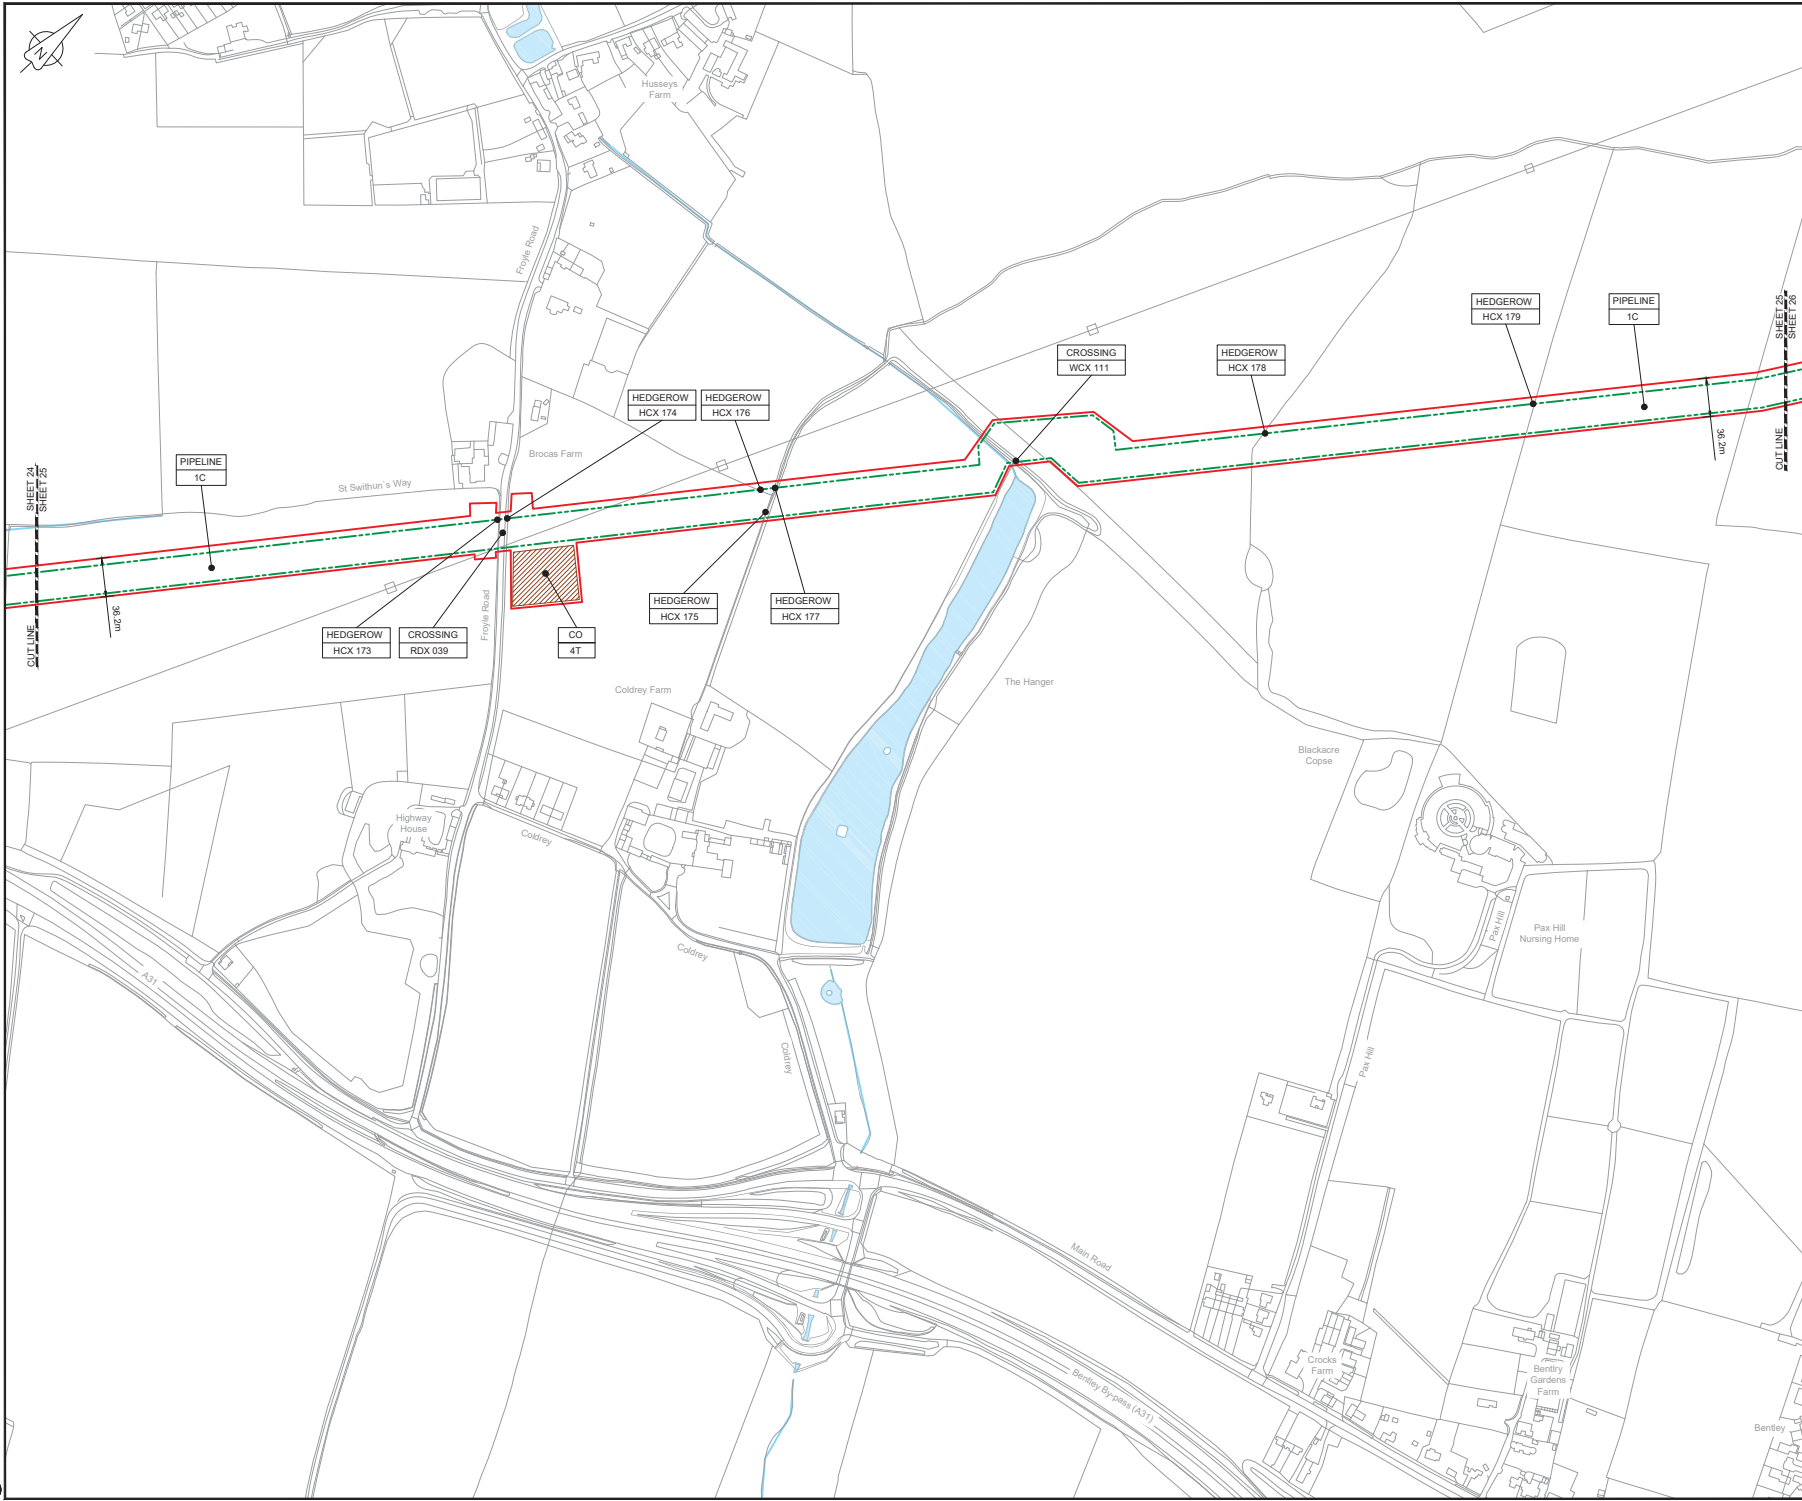 N
Husseys
Farm
Froyle Road
SHEET 25
SHEET 26
CUT LINE
HEDGEROW
HCX 179
PIPELINE
1C
CROSSING
WCX 111
HEDGEROW
HCX 178
HEDGEROW
HCX 174
HEDGEROW
HCX 176
Brocas Farm
36.2m
SHEET 24
SHEET 25
CUT LINE
PIPELINE
1C
St Swithun`s Way
36.2m
Froyle Road
HEDGEROW
HCX 173
CROSSING
RDX 039
CO
4T
HEDGEROW
HCX 175
HEDGEROW
HCX 177
Coldrey Farm
The Hanger
Blackacre
Copse
Highway
House
Coldrey
Pax Hill
Pax Hill
Nursing Home
Coldrey
A31
Coldrey
Pax Hill
Main Road
Crocks
Farm
Bentlry
Gardens
Farm
Bentley By-pass (A31)
Bentley